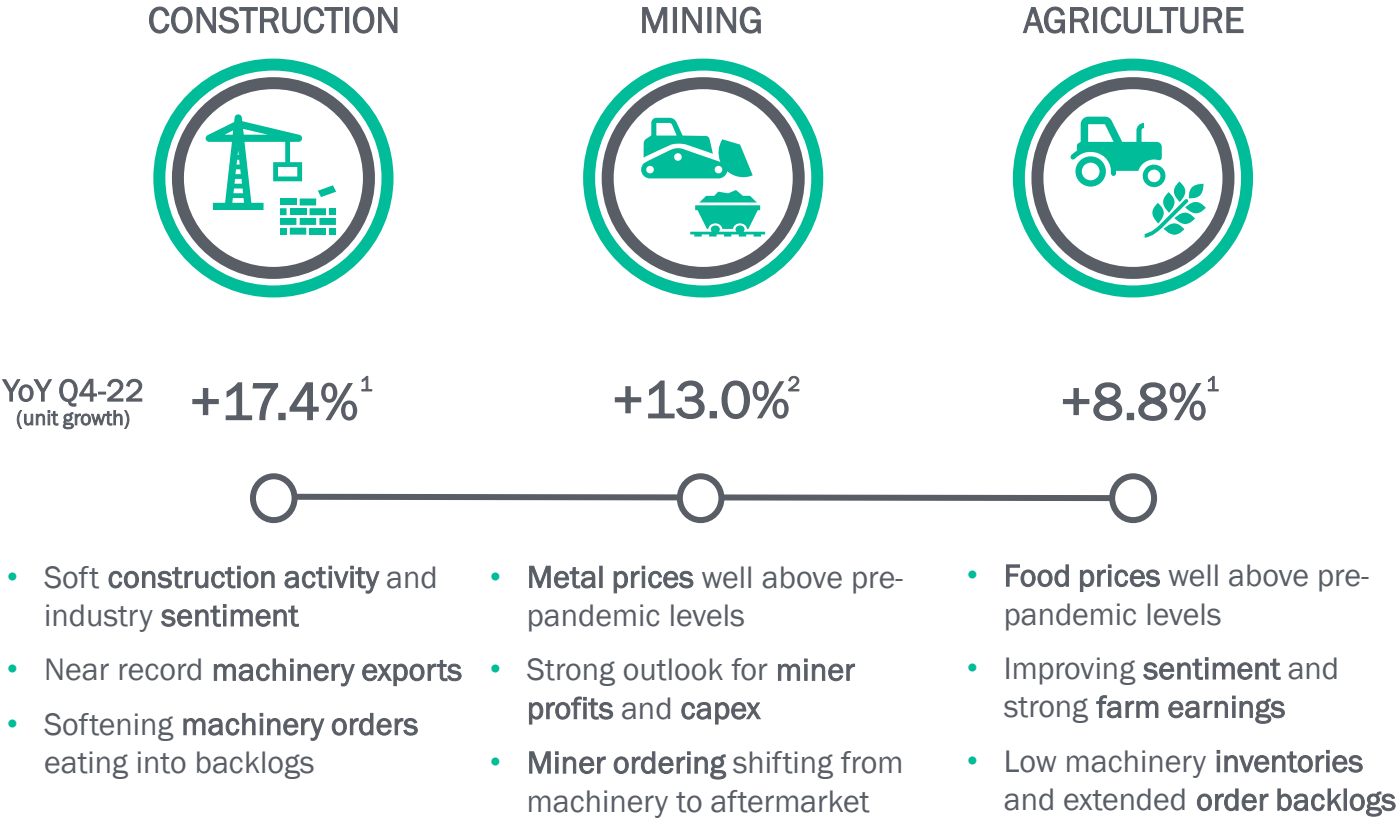 CONSTRUCTION
MINING
AGRICULTURE
YoY Q4-22
(unit growth)
+17.4%¹
+13.0%²
+8.8%¹
• Soft construction activity and
industry sentiment
• Near record machinery exports
• Softening machinery orders
eating into backlogs
• Metal prices well above pre-
pandemic levels
• Strong outlook for miner
profits and capex
• Miner ordering shifting from
machinery to aftermarket
• Food prices well above pre-
pandemic levels
• Improving sentiment and
strong farm earnings
• Low machinery inventories
and extended order backlogs